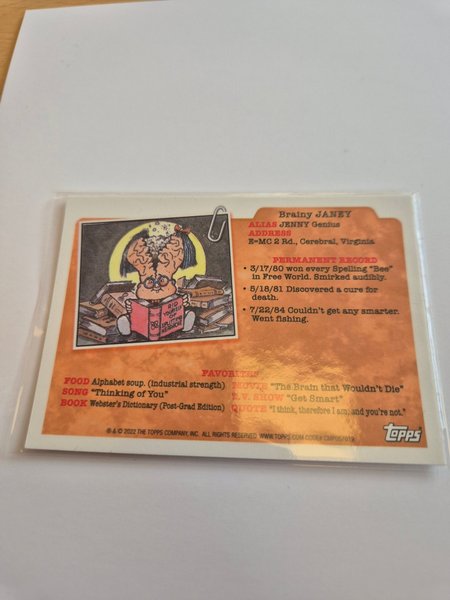 Brainy JANEY
ALIAS JENNY Genius
ADDRESS
E=MC 2 Rd., Cerebral, Virginia
PERMANENT RECORD
• 3/17/80 won every Spelling "Bee"
in Free World. Smirked audibly.
• 5/18/81 Discovered a cure for
death.
• 7/22/84 Couldn't get any smarter.
Went fishing.
FAVORITES
FOOD Alphabet soup. (industrial strength)
SONG "Thinking of You"
BOOK Webster's Dictionary (Post-Grad Edition)
MOVIE "The Brain that Wouldn't Die"
T.V. SHOW "Get Smart"
QUOTE "I think, therefore I am, and you're not."
® & © 2022 THE TOPPS COMPANY, INC. ALL RIGHTS RESERVED. WWW.TOPPS.COM CODE# CMP057619
topps